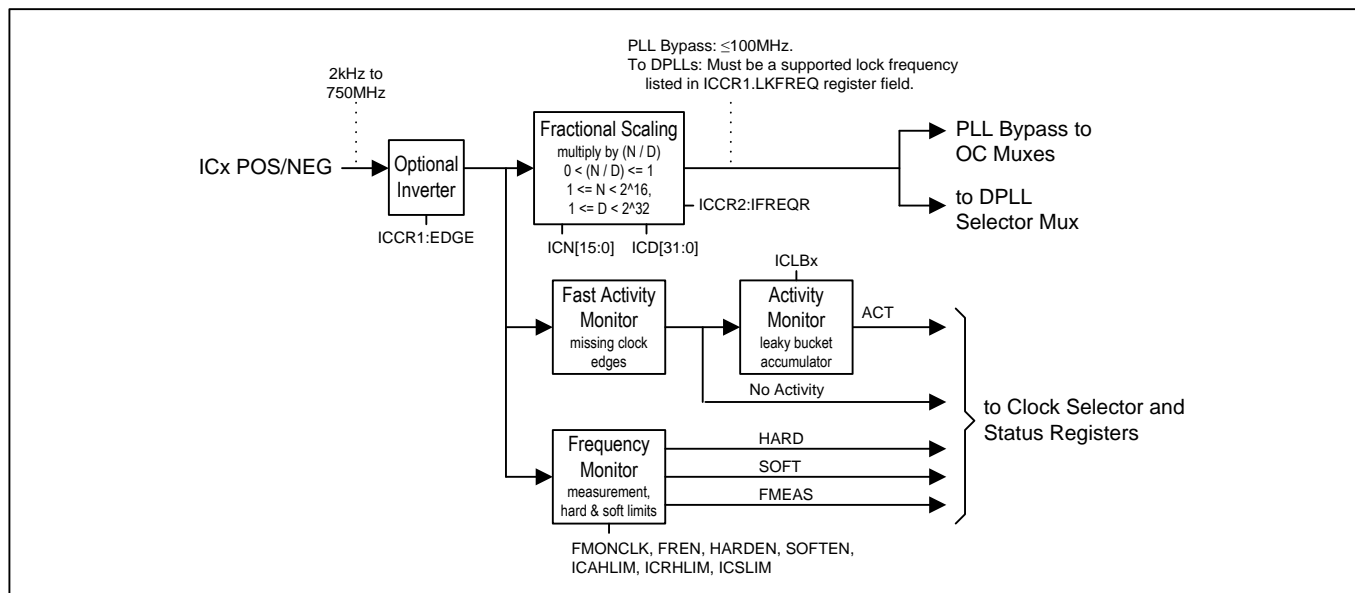 PLL Bypass: ≤100MHz.
To DPLLs: Must be a supported lock frequency
listed in ICCR1.LKFREQ register field.
2kHz to
750MHz
ICx POS/NEG
Optional
Inverter
ICCR1:EDGE
Fractional Scaling
multiply by (N / D)
0 < (N / D) <= 1
1 <= N < 2^16,
1 <= D < 2^32
ICCR2:IFREQR
ICN[15:0]
ICD[31:0]
PLL Bypass to
OC Muxes
to DPLL
Selector Mux
Fast Activity
Monitor
missing clock
edges
ICLBx
Activity
Monitor
leaky bucket
accumulator
ACT
No Activity
Frequency
Monitor
measurement,
hard & soft limits
HARD
SOFT
FMEAS
to Clock Selector and
Status Registers
FMONCLK, FREN, HARDEN, SOFTEN,
ICAHLIM, ICRHLIM, ICSLIM